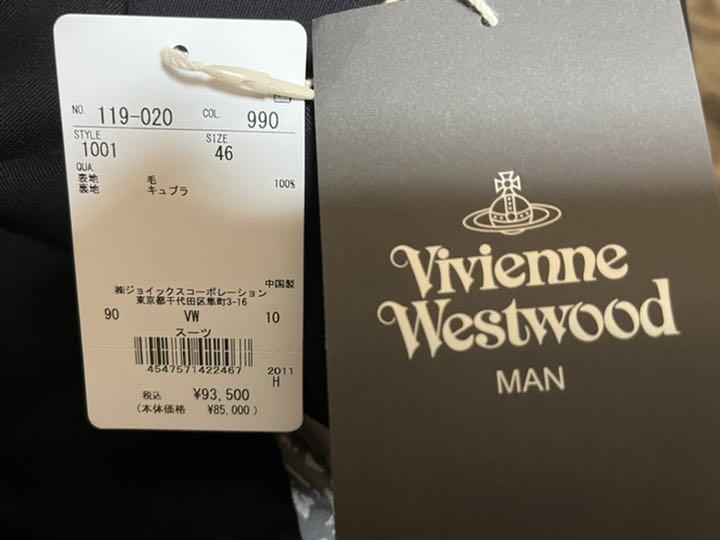 NO. 119-020 COL. 990
STYLE SIZE
1001 46
QUA.
表地 毛 100%
裏地 キュプラ
中国製
㈱ジョイックスコーポレーション
東京都千代田区隼町3-16
90 VW 10
スーツ
4547571422467 2011
H
税込 ¥93,500
(本体価格 ¥85,000)
Vivienne
Westwood
MAN